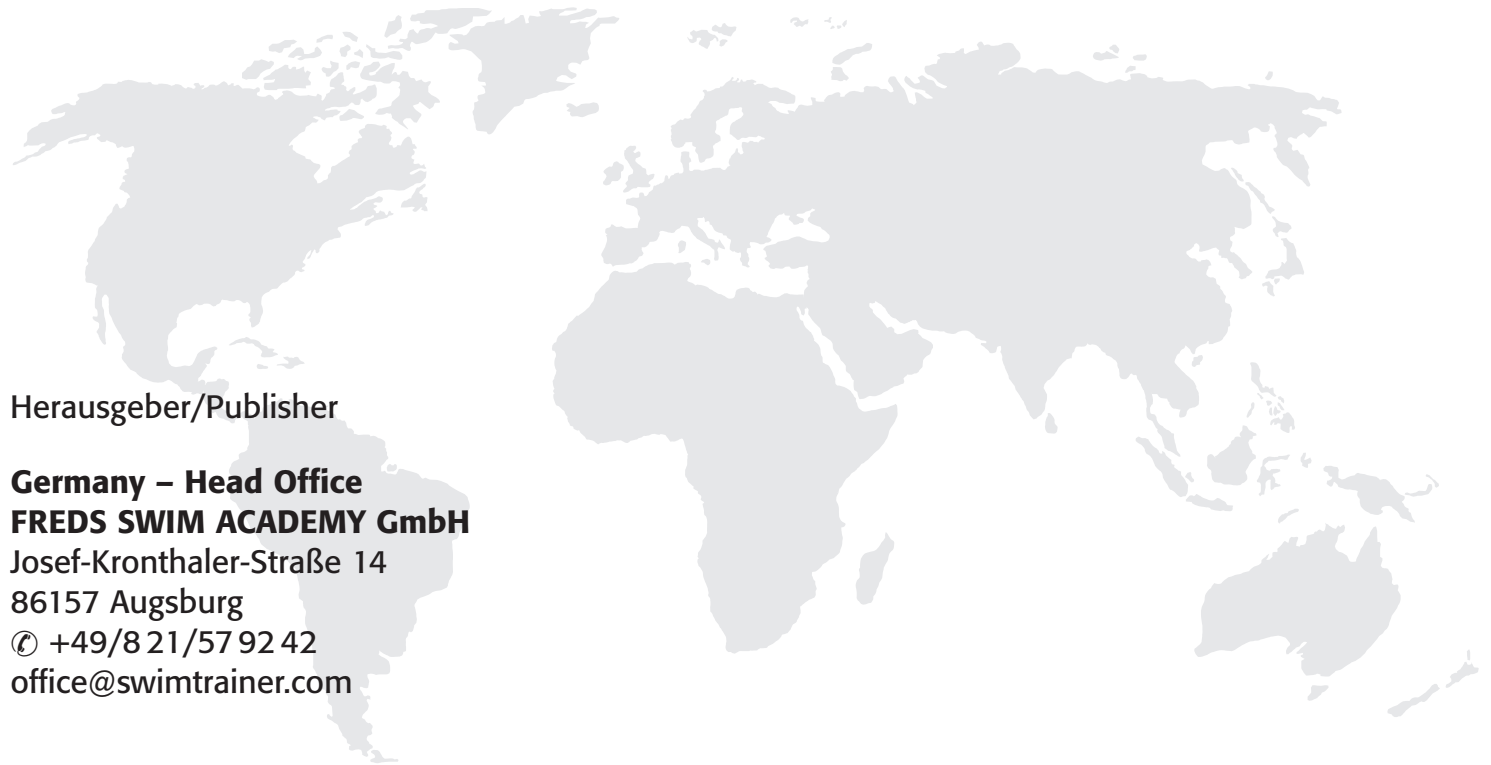 Herausgeber/Publisher
Germany – Head Office
FREDS SWIM ACADEMY GmbH
Josef-Kronthaler-Straße 14
86157 Augsburg
✆ +49/8 21/57 92 42
office@swimtrainer.com